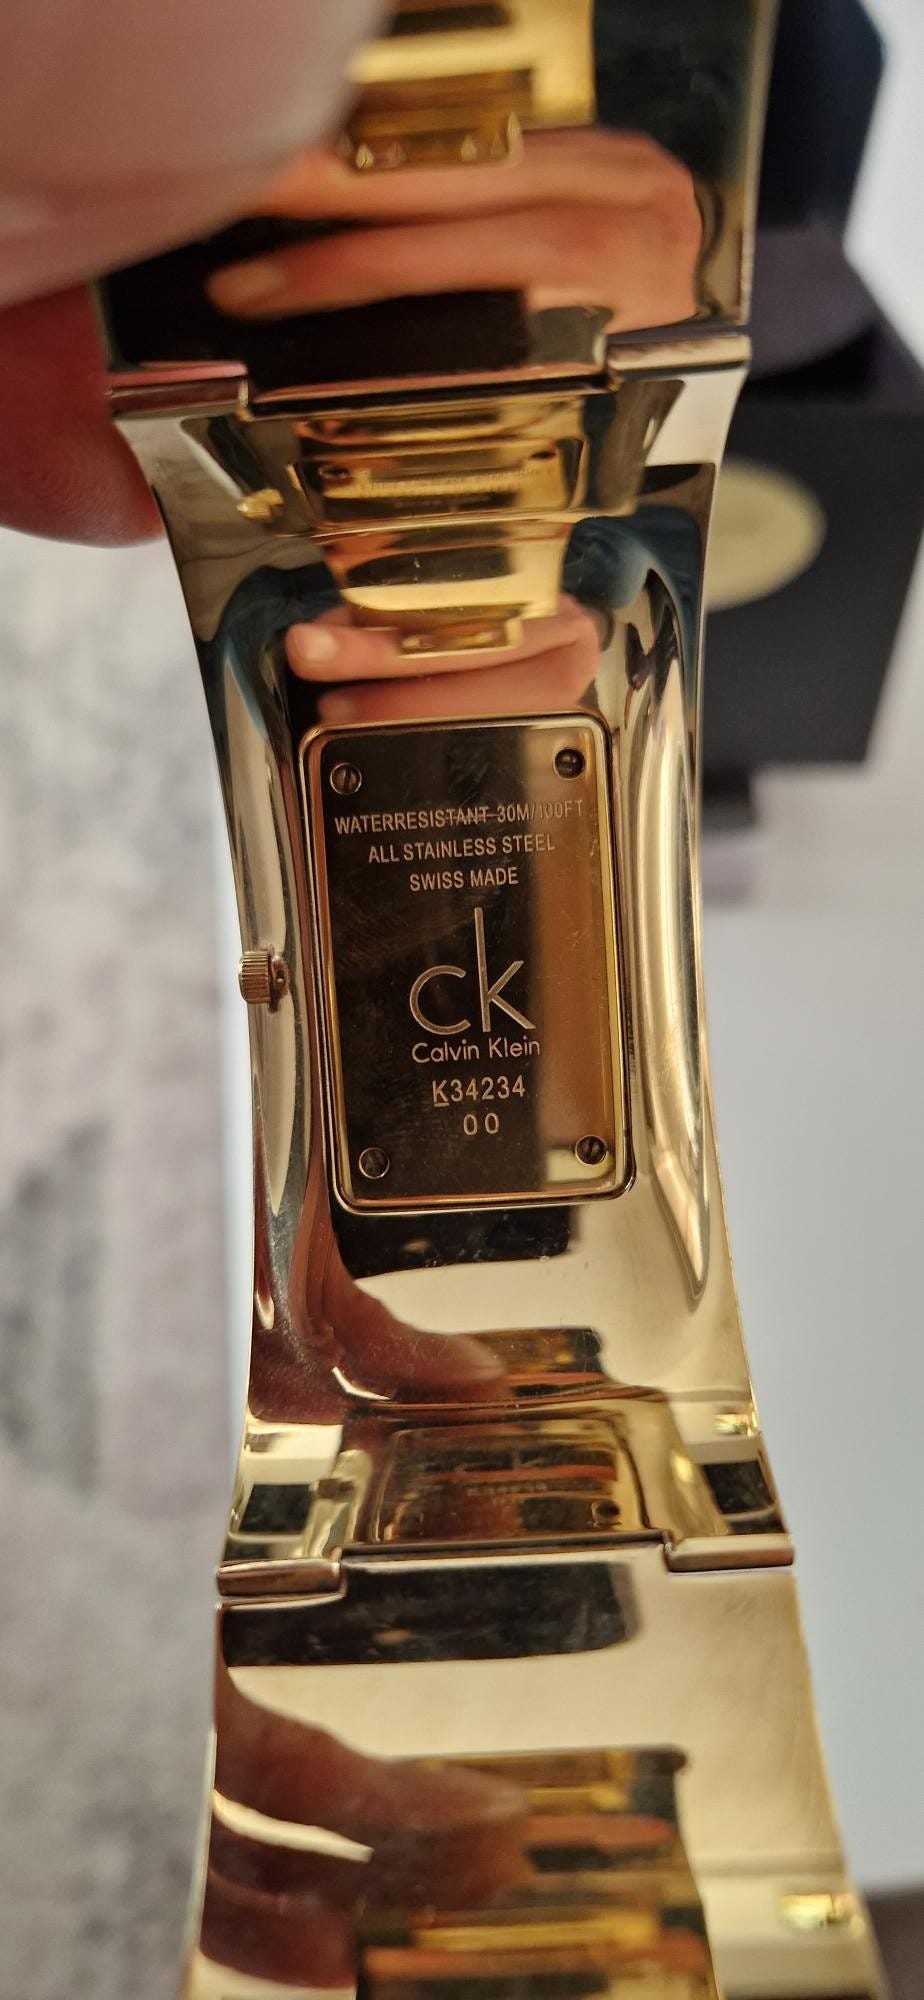 WATERRESISTANT 30M/100FT
ALL STAINLESS STEEL
SWISS MADE
ck
Calvin Klein
K34234
00